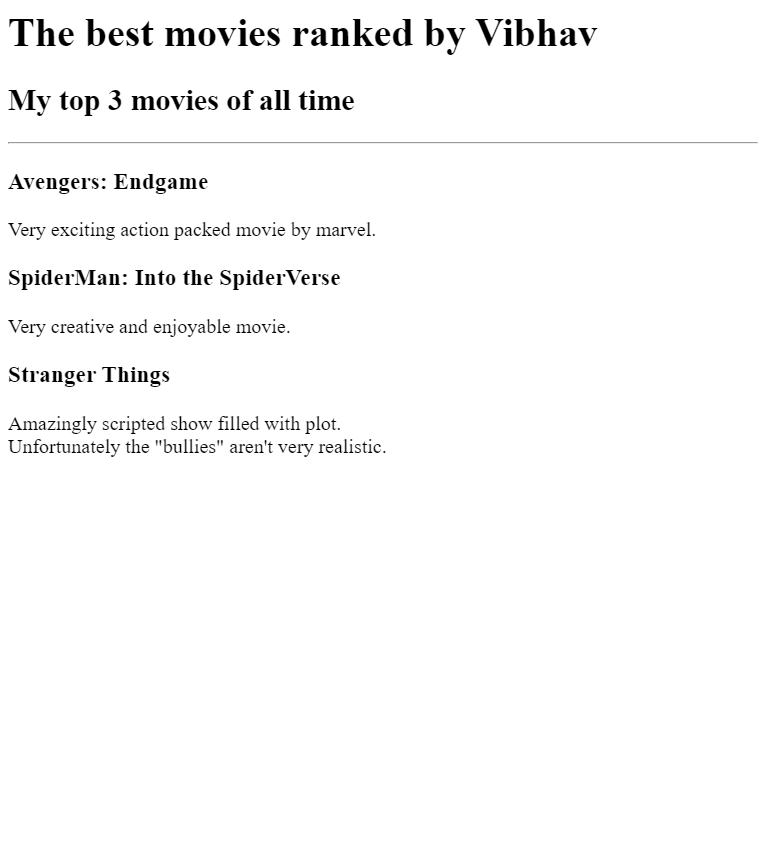 The best movies ranked by Vibhav
My top 3 movies of all time
Avengers: Endgame
Very exciting action packed movie by marvel.
SpiderMan: Into the SpiderVerse
Very creative and enjoyable movie.
Stranger Things
Amazingly scripted show filled with plot.
Unfortunately the "bullies" aren't very realistic.